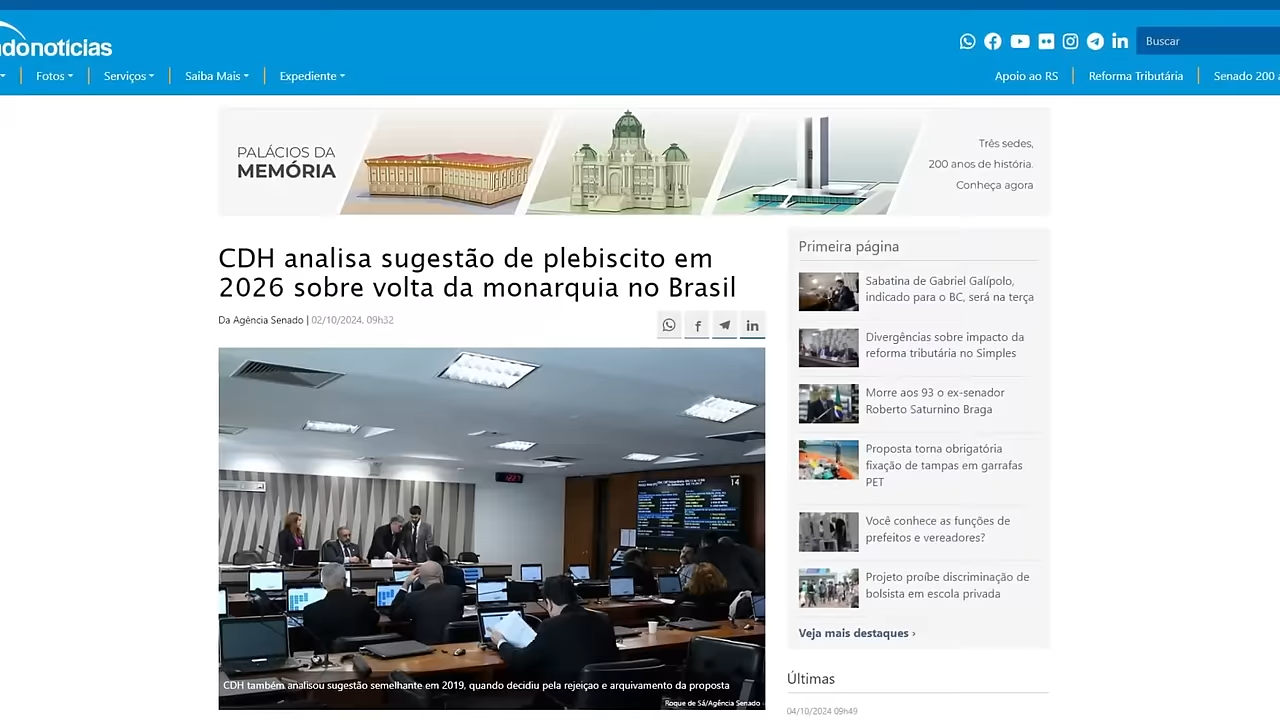 donotícias
Buscar
Fotos
Serviços
Saiba Mais
Expediente
Apoio ao RS
Reforma Tributária
Senado 200 a
PALÁCIOS DA
MEMÓRIA
Três sedes,
200 anos de história.
Conheça agora
CDH analisa sugestão de plebiscito em
2026 sobre volta da monarquia no Brasil
Da Agência Senado | 02/10/2024, 09h32
14
CDH também analisou sugestão semelhante em 2019, quando decidiu pela rejeiçao e arquivamento da proposta
Roque de Sá/Agência Senado
Primeira página
Sabatina de Gabriel Galípolo,
indicado para o BC, será na terça
Divergências sobre impacto da
reforma tributária no Simples
Morre aos 93 o ex-senador
Roberto Saturnino Braga
Proposta torna obrigatória
fixação de tampas em garrafas
PET
Você conhece as funções de
prefeitos e vereadores?
Projeto proíbe discriminação de
bolsista em escola privada
Veja mais destaques ›
Últimas
04/10/2024 09h49